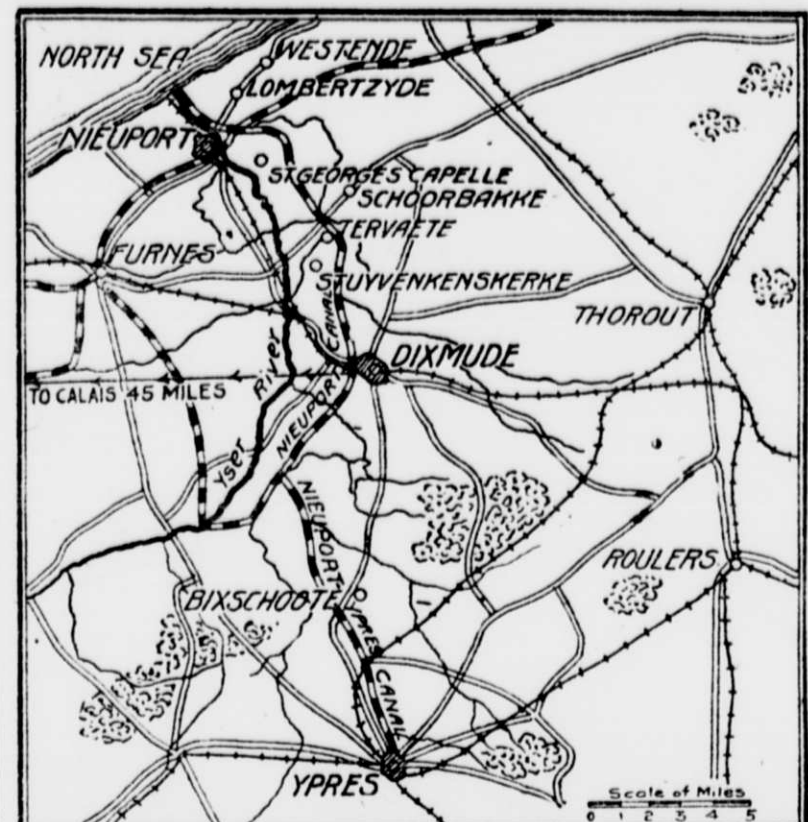 NORTH SEA
WESTENDE
LOMBERTZYDE
NIEUPORT
ST GEORGES CAPELLE
SCHOORBAKKE
TERVAETE
FURNES
STUYVENKENSKERKE
THOROUT
CANAL
DIXMUDE
TO CALAIS 45 MILES
Yser River
NIEUPORT
NIEUPORT YPRES CANAL
ROULERS
BIXSCHOOTE
YPRES
Scale of Miles
0 1 2 3 4 5